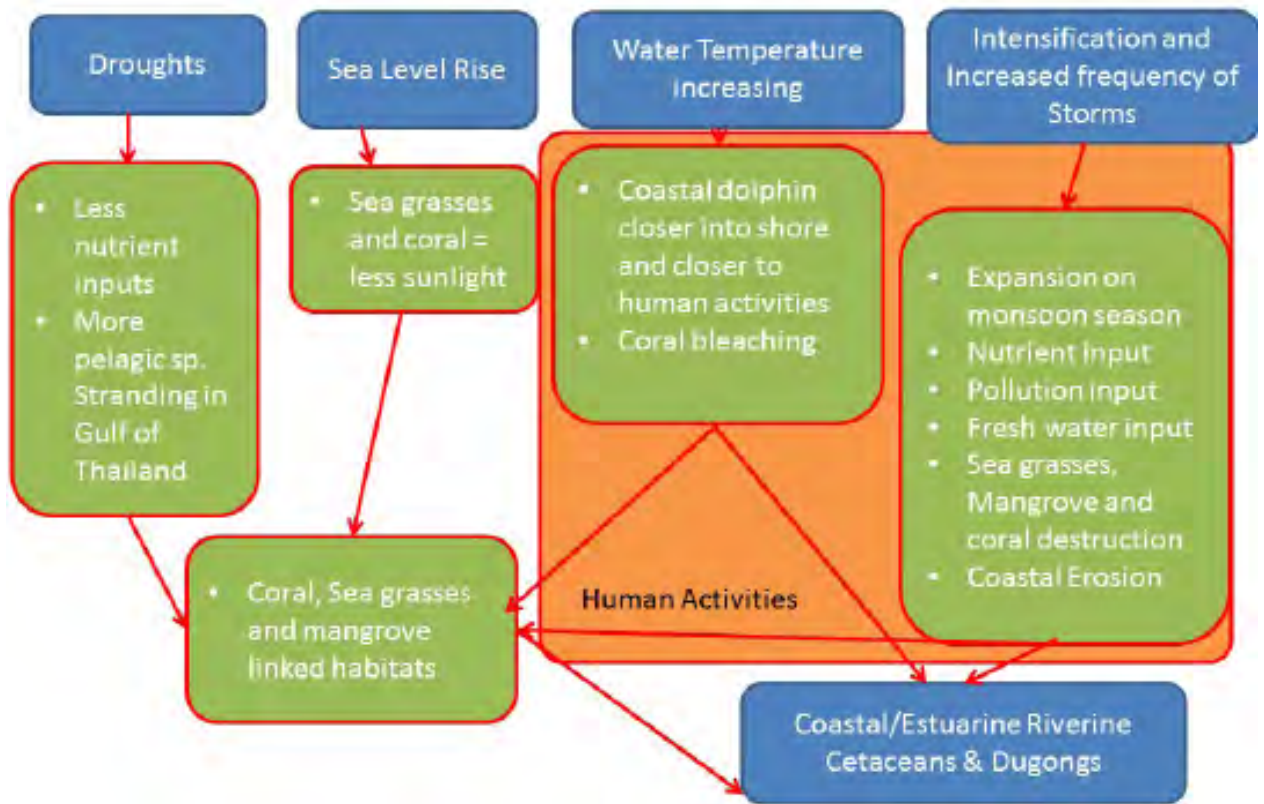 Droughts
Sea Level Rise
Water Temperature
increasing
Intensification and
Increased frequency of
Storms
• Less
nutrient
inputs
• More
pelagic sp.
Stranding in
Gulf of
Thailand
• Sea grasses
and coral =
less sunlight
• Coastal dolphin
closer into shore
and closer to
human activities
• Coral bleaching
• Expansion on
monsoon season
• Nutrient input
• Pollution input
• Fresh water input
• Sea grasses,
Mangrove and
coral destruction
• Coastal Erosion
• Coral, Sea grasses
and mangrove
linked habitats
Human Activities
Coastal/Estuarine Riverine
Cetaceans & Dugongs